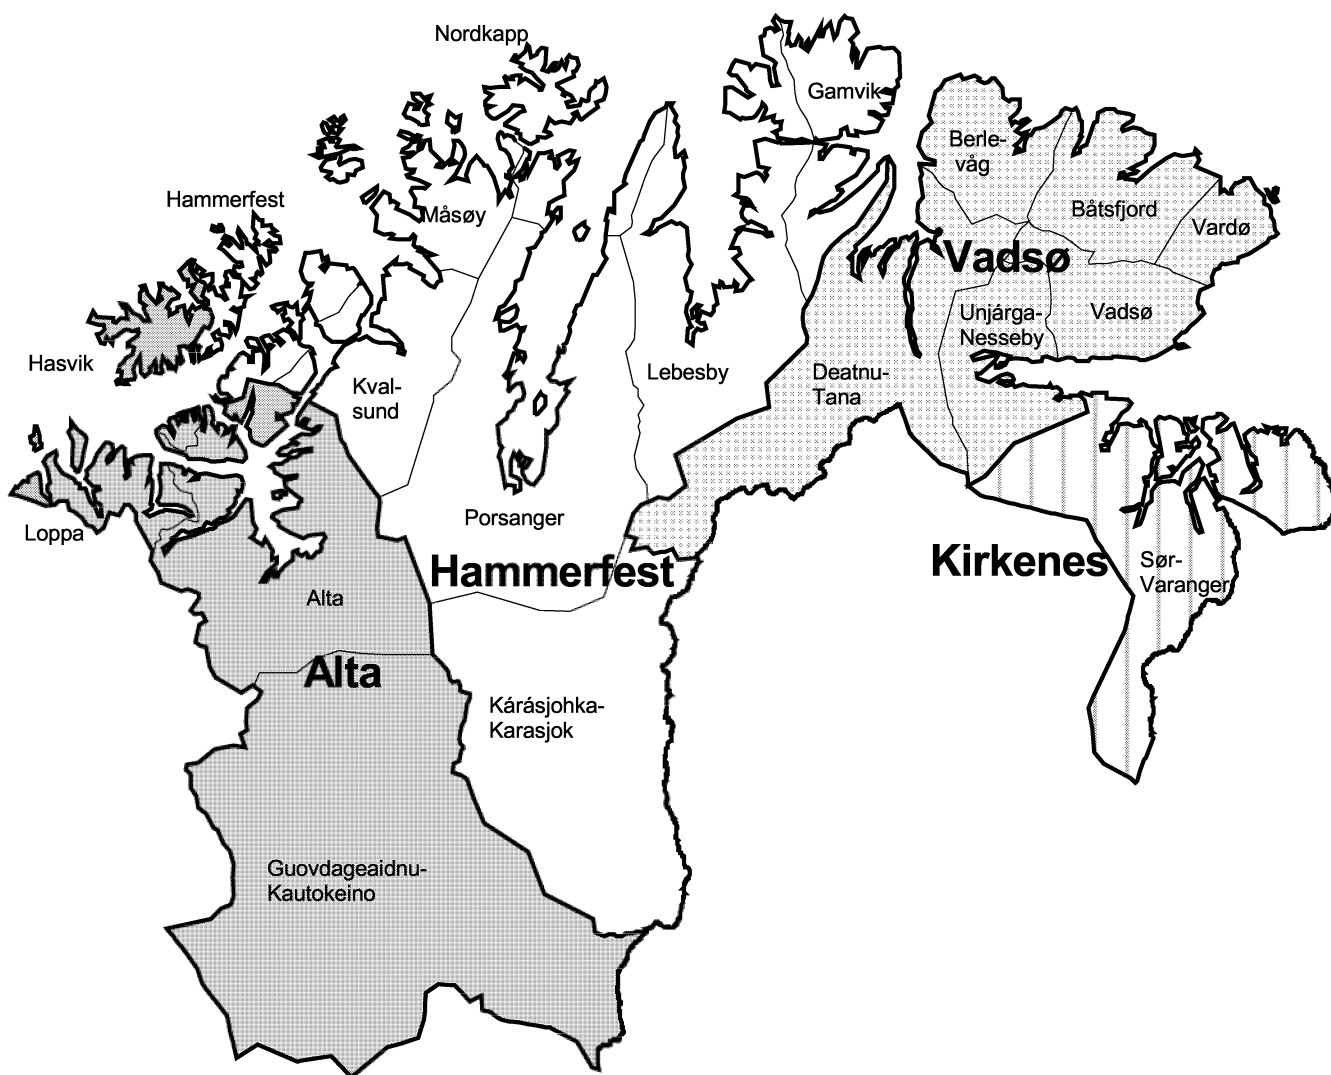 Nordkapp
Gamvik
Berle-
våg
Hammerfest
Måsøy
Båtsfjord
Vardø
Vadsø
Hasvik
Kval-
sund
Lebesby
Deatnu-
Tana
Unjárga-
Nesseby
Vadsø
Loppa
Porsanger
Hammerfest
Kirkenes
Sør-
Varanger
Alta
Alta
Kárásjohka-
Karasjok
Guovdageaidnu-
Kautokeino